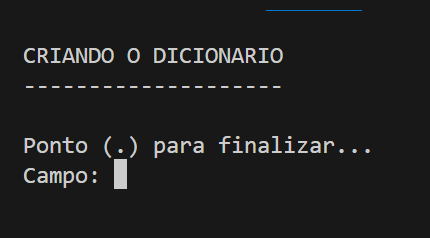 CRIANDO O DICIONARIO
--------------------
Ponto (.) para finalizar...
Campo: